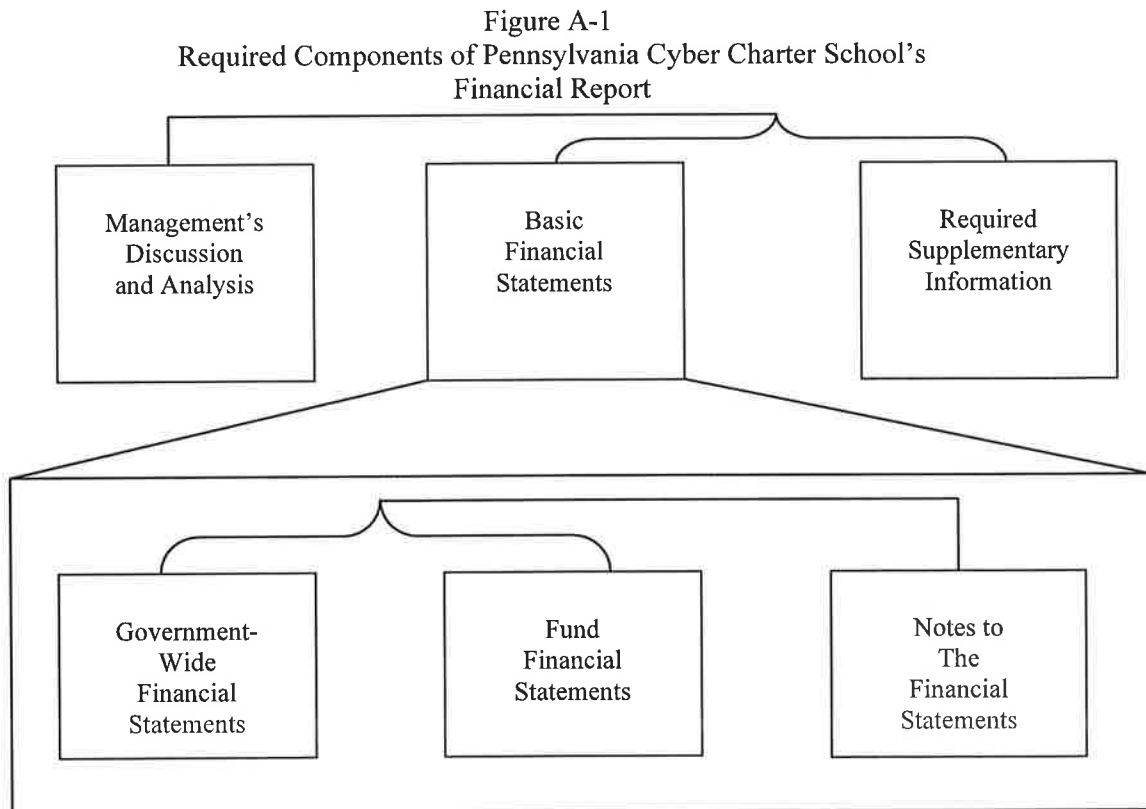 Figure A-1
Required Components of Pennsylvania Cyber Charter School's
Financial Report
Management's
Discussion
and Analysis
Basic
Financial
Statements
Required
Supplementary
Information
Government-
Wide
Financial
Statements
Fund
Financial
Statements
Notes to
The
Financial
Statements